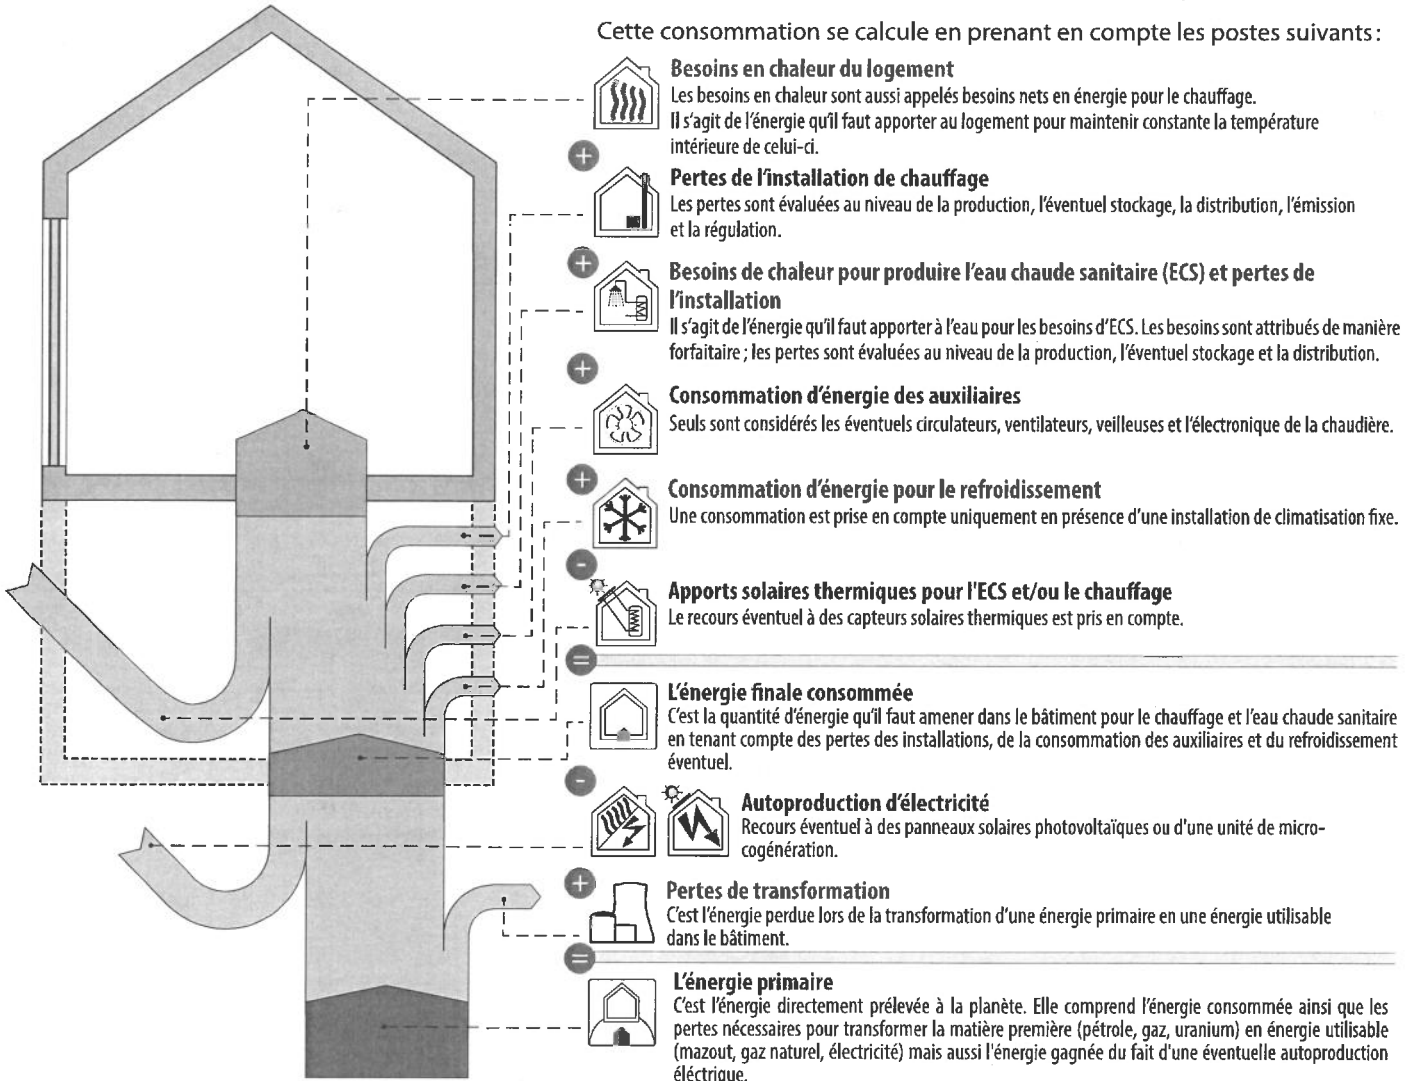 Cette consommation se calcule en prenant en compte les postes suivants :
Besoins en chaleur du logement
Les besoins en chaleur sont aussi appelés besoins nets en énergie pour le chauffage.
Il s'agit de l'énergie qu'il faut apporter au logement pour maintenir constante la température
intérieure de celui-ci.
+
Pertes de l'installation de chauffage
Les pertes sont évaluées au niveau de la production, l'éventuel stockage, la distribution, l'émission
et la régulation.
+
Besoins de chaleur pour produire l'eau chaude sanitaire (ECS) et pertes de
l'installation
Il s'agit de l'énergie qu'il faut apporter à l'eau pour les besoins d'ECS. Les besoins sont attribués de manière
forfaitaire ; les pertes sont évaluées au niveau de la production, l'éventuel stockage et la distribution.
+
Consommation d'énergie des auxiliaires
Seuls sont considérés les éventuels circulateurs, ventilateurs, veilleuses et l'électronique de la chaudière.
+
Consommation d'énergie pour le refroidissement
Une consommation est prise en compte uniquement en présence d'une installation de climatisation fixe.
-
Apports solaires thermiques pour l'ECS et/ou le chauffage
Le recours éventuel à des capteurs solaires thermiques est pris en compte.
=
L'énergie finale consommée
C'est la quantité d'énergie qu'il faut amener dans le bâtiment pour le chauffage et l'eau chaude sanitaire
en tenant compte des pertes des installations, de la consommation des auxiliaires et du refroidissement
éventuel.
-
Autoproduction d'électricité
Recours éventuel à des panneaux solaires photovoltaïques ou d'une unité de micro-
cogénération.
+
Pertes de transformation
C'est l'énergie perdue lors de la transformation d'une énergie primaire en une énergie utilisable
dans le bâtiment.
=
L'énergie primaire
C'est l'énergie directement prélevée à la planète. Elle comprend l'énergie consommée ainsi que les
pertes nécessaires pour transformer la matière première (pétrole, gaz, uranium) en énergie utilisable
(mazout, gaz naturel, électricité) mais aussi l'énergie gagnée du fait d'une éventuelle autoproduction
éléctrique.